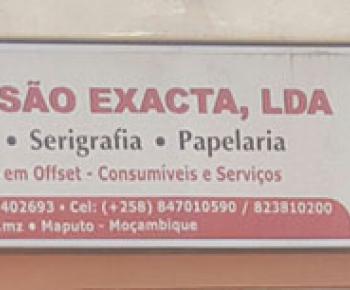 SÃO EXACTA, LDA
• Serigrafia • Papelaria
em Offset - Consumíveis e Serviços
402693 • Cel: (+258) 847010590 / 823810200
.mz • Maputo - Moçambique